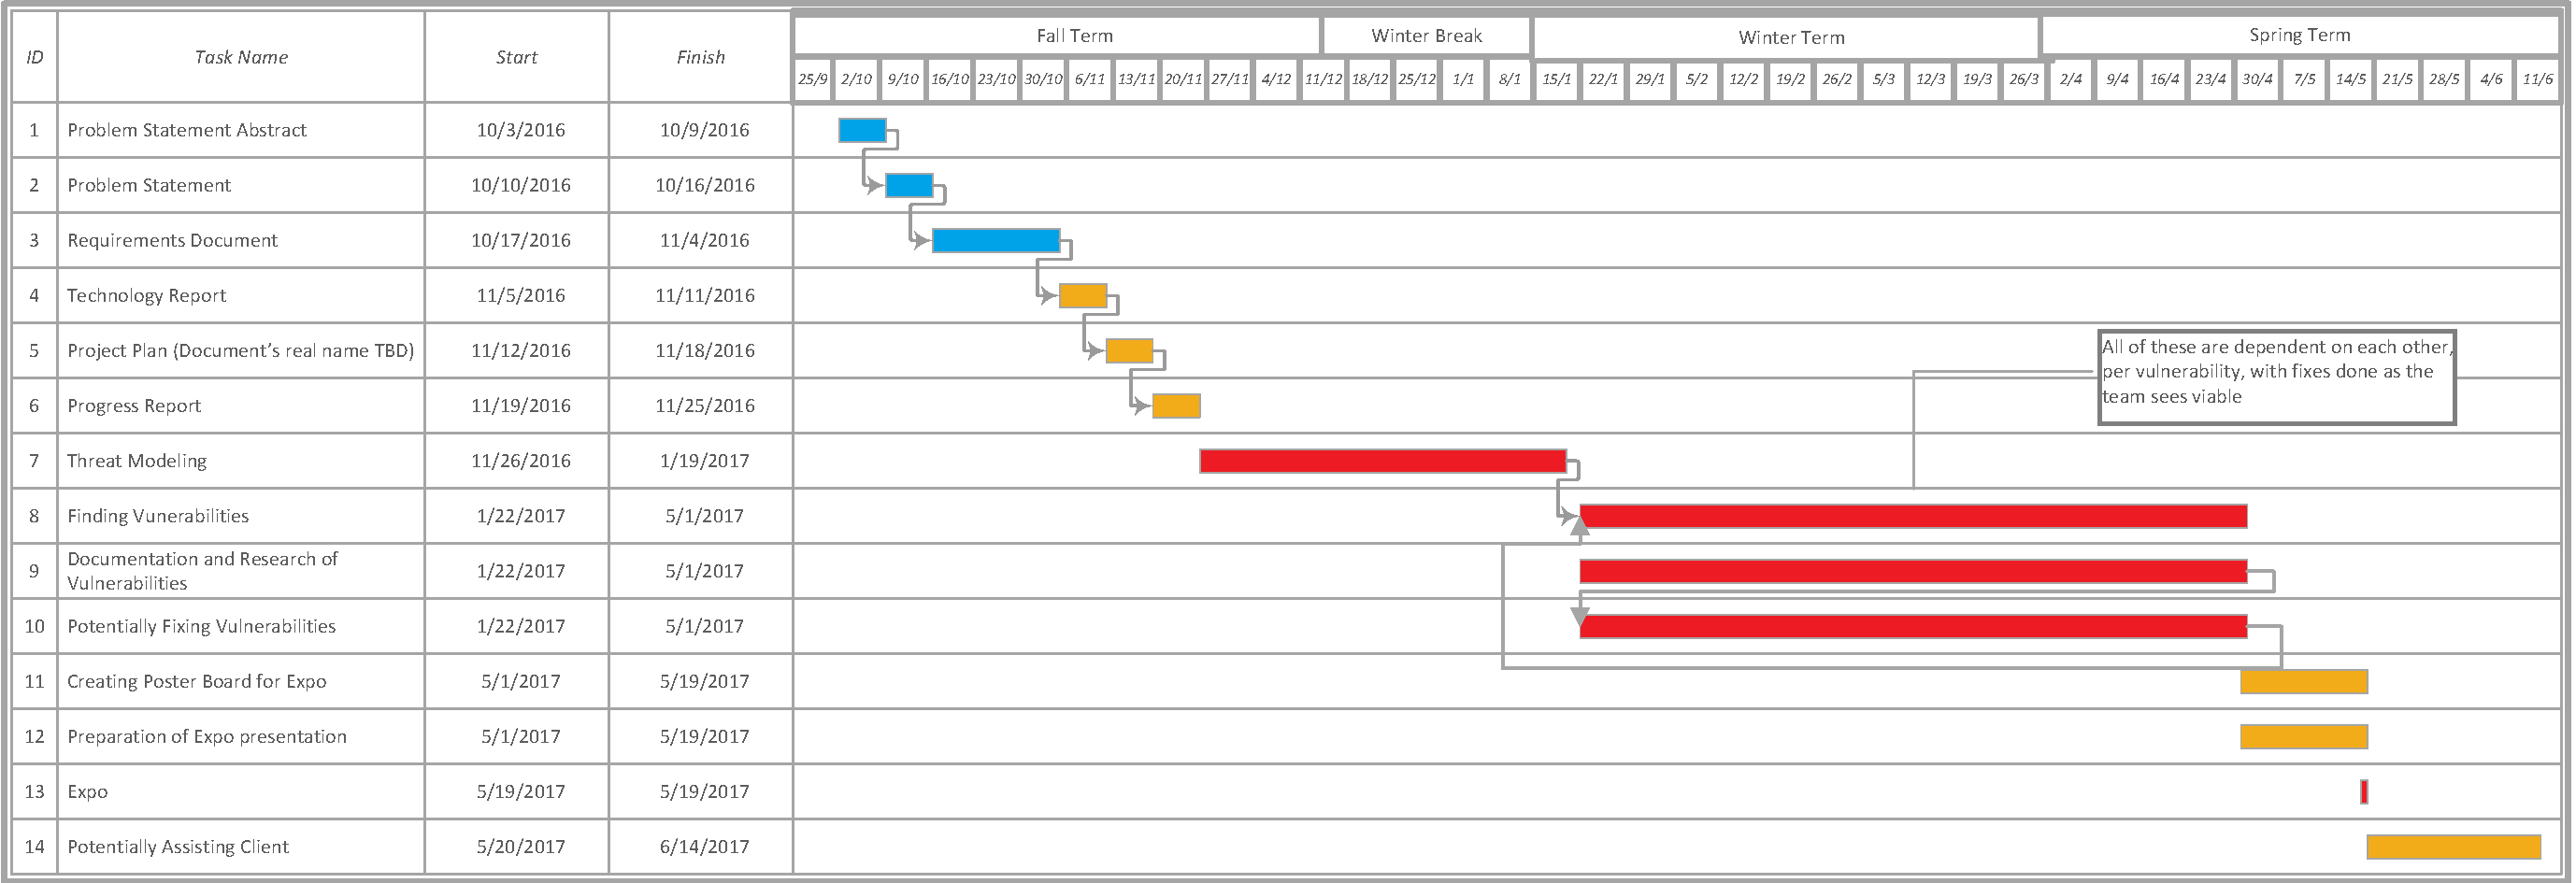 ID Task Name Start Finish Fall Term Winter Break Winter Term Spring Term
25/9 2/10 9/10 16/10 23/10 30/10 6/11 13/11 20/11 27/11 4/12 11/12 18/12 25/12 1/1 8/1 15/1 22/1 29/1 5/2 12/2 19/2 26/2 5/3 12/3 19/3 26/3 2/4 9/4 16/4 23/4 30/4 7/5 14/5 21/5 28/5 4/6 11/6
1 Problem Statement Abstract 10/3/2016 10/9/2016
2 Problem Statement 10/10/2016 10/16/2016
3 Requirements Document 10/17/2016 11/4/2016
4 Technology Report 11/5/2016 11/11/2016
5 Project Plan (Document’s real name TBD) 11/12/2016 11/18/2016
All of these are dependent on each other,
per vulnerability, with fixes done as the
team sees viable
6 Progress Report 11/19/2016 11/25/2016
7 Threat Modeling 11/26/2016 1/19/2017
8 Finding Vunerabilities 1/22/2017 5/1/2017
9 Documentation and Research of
Vulnerabilities 1/22/2017 5/1/2017
10 Potentially Fixing Vulnerabilities 1/22/2017 5/1/2017
11 Creating Poster Board for Expo 5/1/2017 5/19/2017
12 Preparation of Expo presentation 5/1/2017 5/19/2017
13 Expo 5/19/2017 5/19/2017
14 Potentially Assisting Client 5/20/2017 6/14/2017